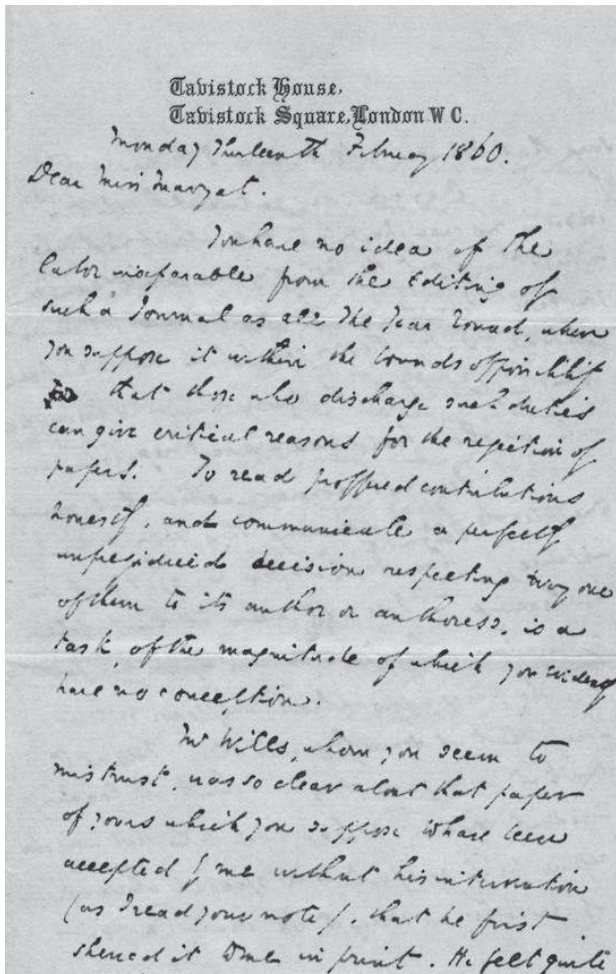 Tavistock House,
Tavistock Square, London W C.
Monday Thirteenth February 1860.
Dear Miss Marryat.
You have no idea of the
labor inseparable from the Editing of
such a Journal as All The Year Round, when
you suppose it within the bounds of possibility
that those who discharge such duties
can give critical reasons for the rejection of
papers. To read proffered contributions
honestly, and communicate a perfectly
unprejudiced decision respecting every one
of them to its author or authoress, is a
task, of the magnitude of which you evidently
have no conception.
Mr Wills, whom you seem to
mistrust, was so clear about that paper
of yours which you suppose to have been
accepted by me without his intervention
(as I read your note), that he first
shewed it to me in print. He felt quite